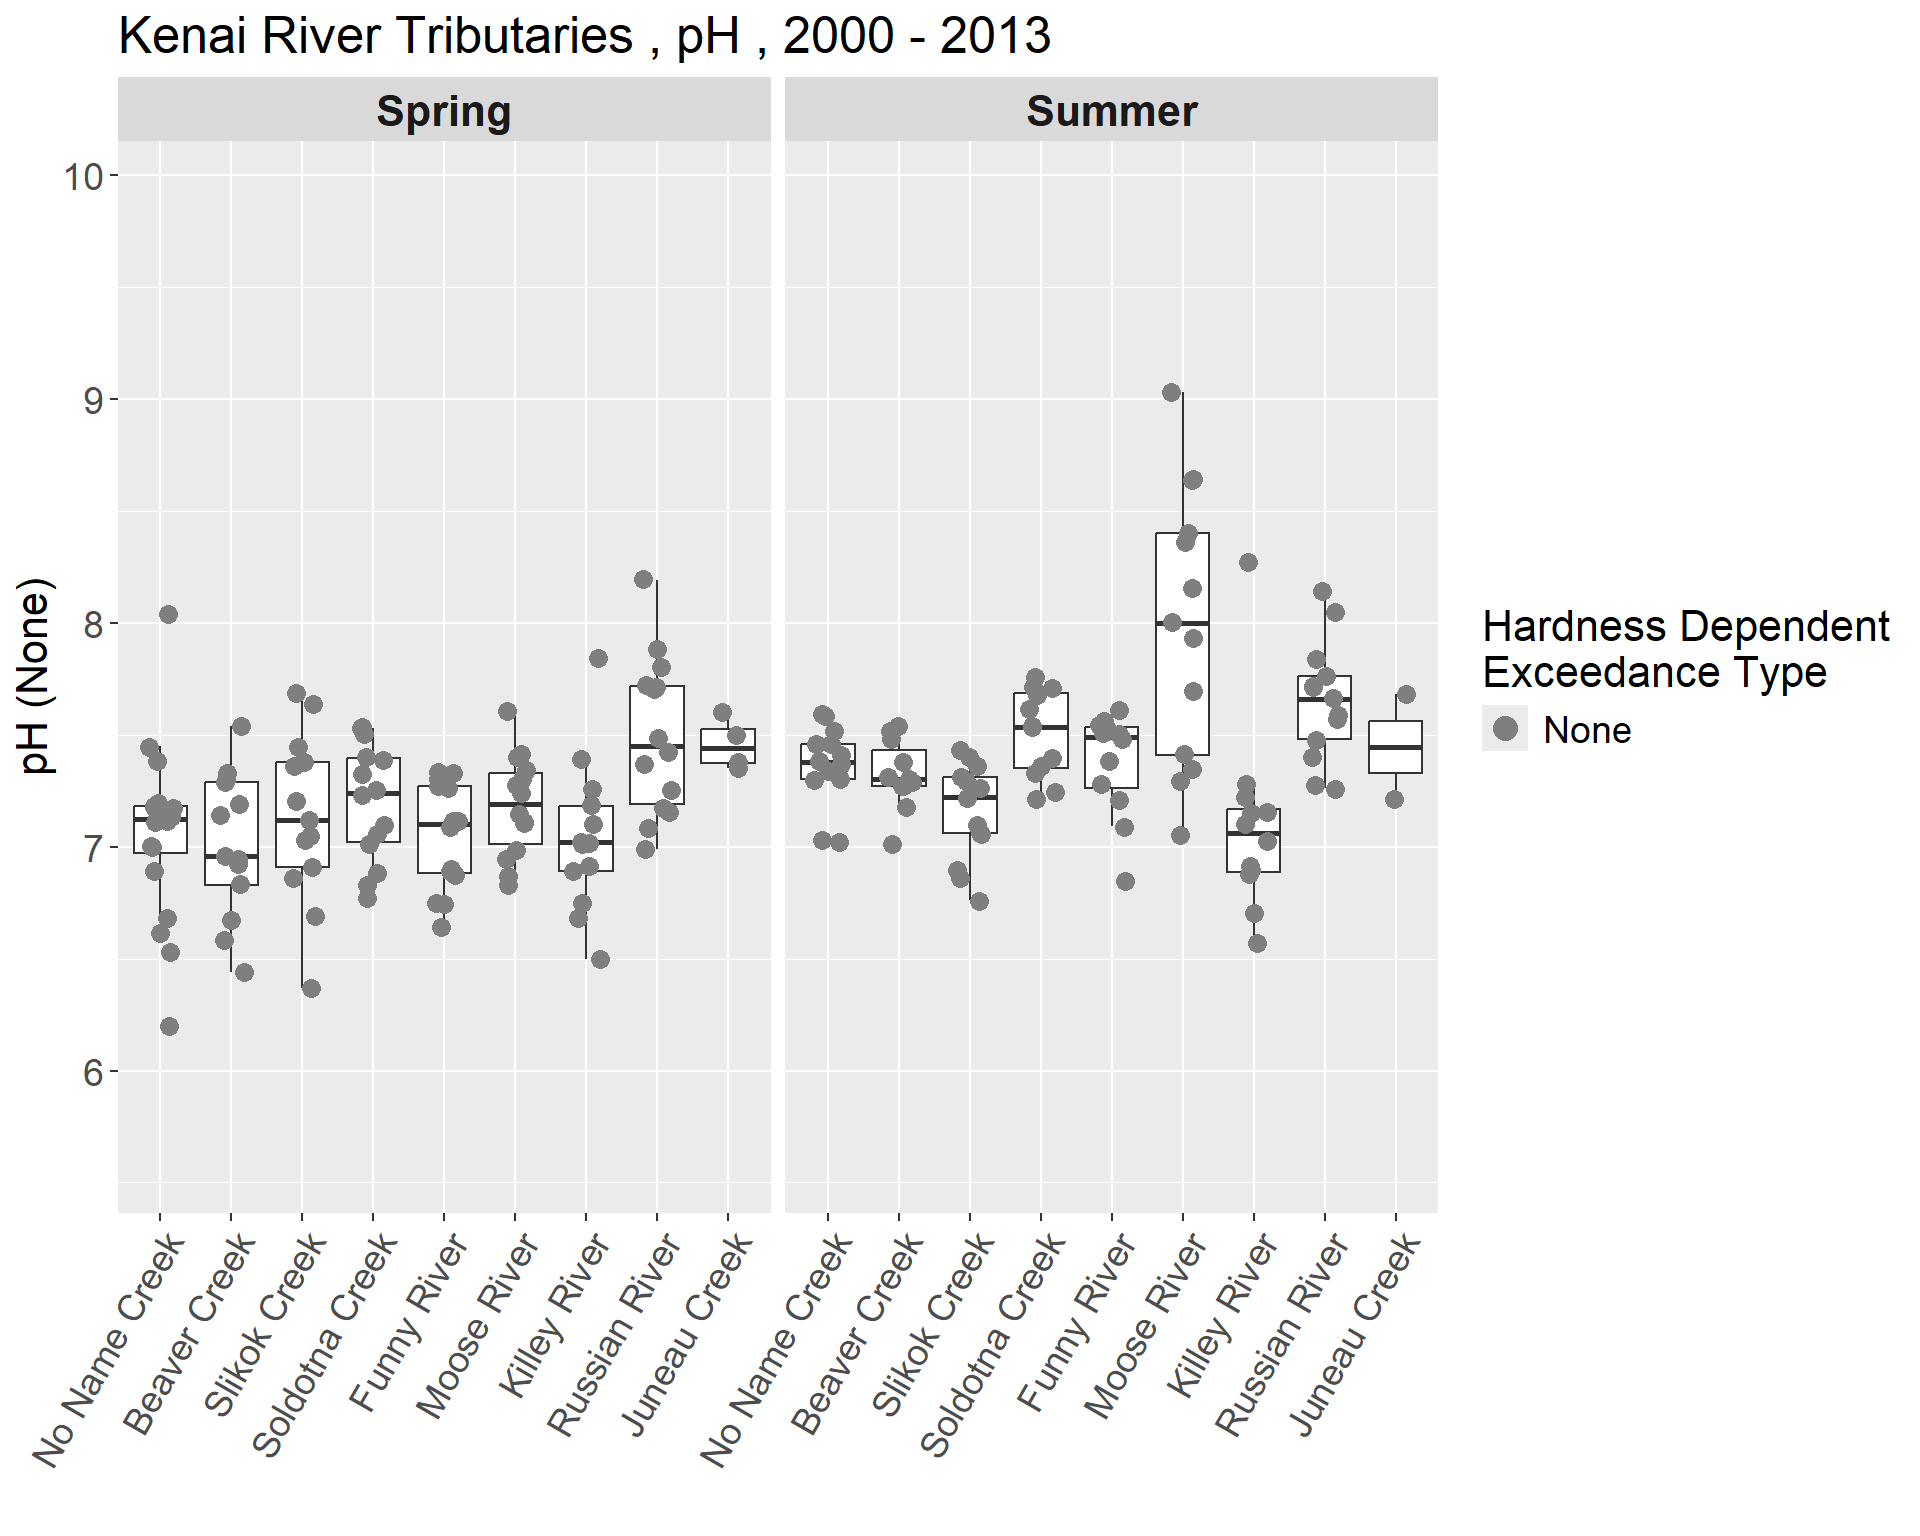 Kenai River Tributaries , pH , 2000 - 2013
Spring
Summer
pH (None)
10
9
8
7
6
No Name Creek
Beaver Creek
Slikok Creek
Soldotna Creek
Funny River
Moose River
Killey River
Russian River
Juneau Creek
No Name Creek
Beaver Creek
Slikok Creek
Soldotna Creek
Funny River
Moose River
Killey River
Russian River
Juneau Creek
Hardness Dependent
Exceedance Type
None